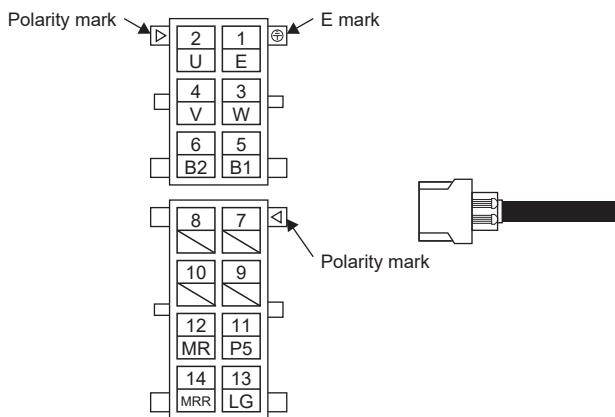 Polarity mark
E mark
2 1
U E
4 3
V W
6 5
B2 B1
8 7
Polarity mark
10 9
12 11
MR P5
14 13
MRR LG